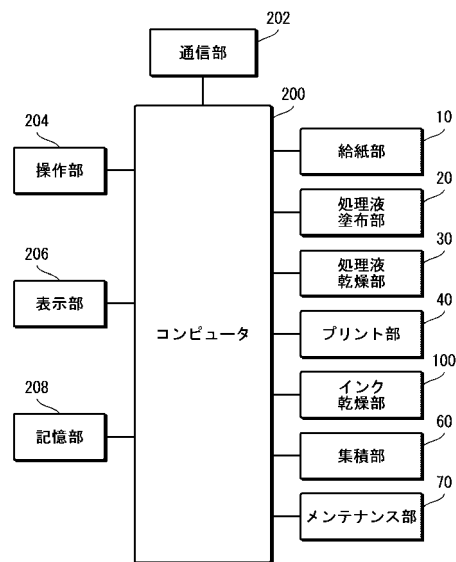 202
通信部
200
204
操作部
206
表示部
208
記憶部
コンピュータ
10
給紙部
20
処理液
塗布部
30
処理液
乾燥部
40
プリント部
100
インク
乾燥部
60
集積部
70
メンテナンス部